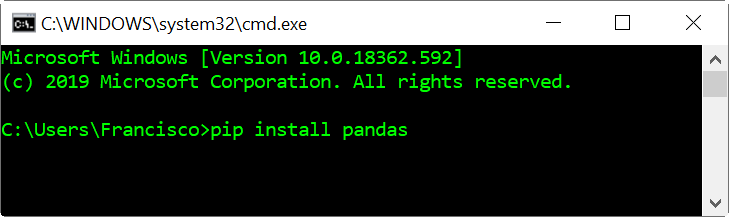 C:\WINDOWS\system32\cmd.exe
Microsoft Windows [Version 10.0.18362.592]
(c) 2019 Microsoft Corporation. All rights reserved.
C:\Users\Francisco>pip install pandas